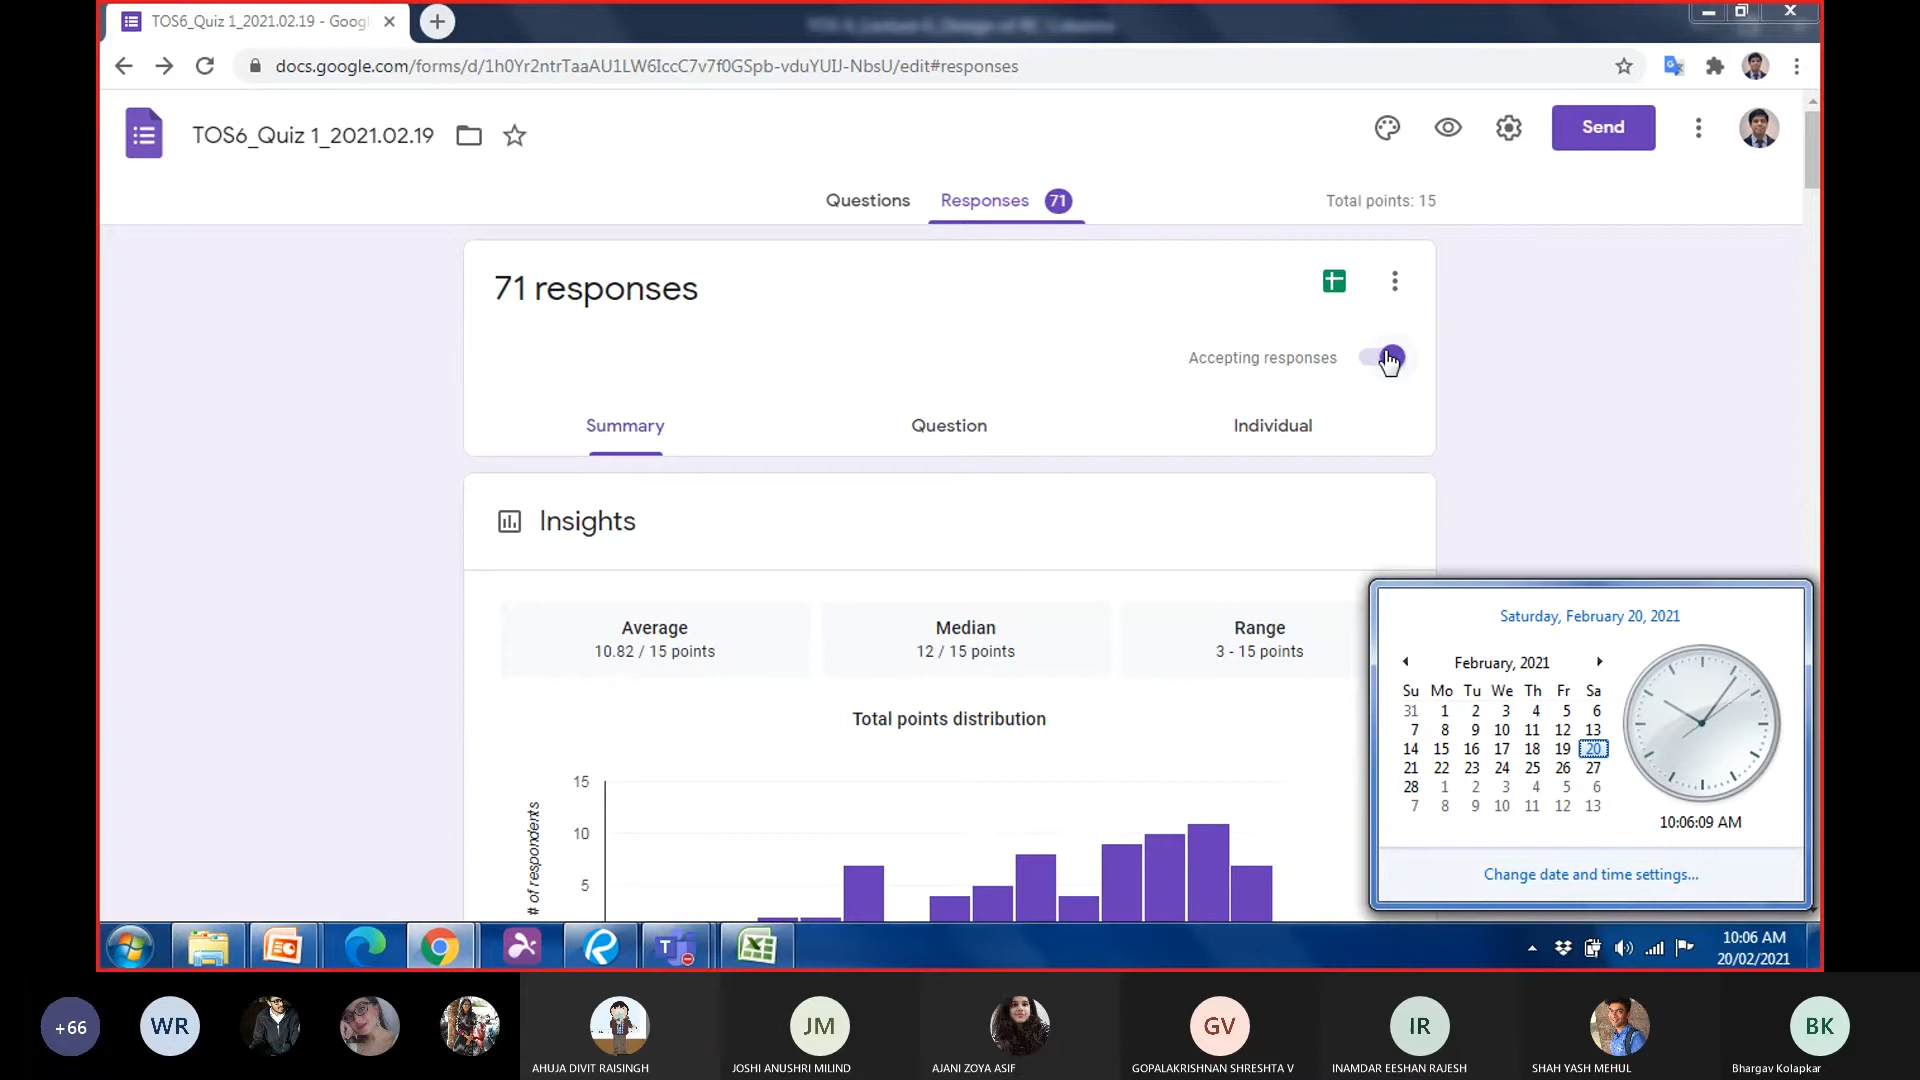 TOS6_Quiz 1_2021.02.19 - Goog
docs.google.com/forms/d/1h0Yr2ntrTaaAU1LW6IccC7v7f0GSpb-vduYUIJ-NbsU/edit#responses
TOS6_Quiz 1_2021.02.19
Send
Questions
Responses 71
Total points: 15
71 responses
Accepting responses
Summary
Question
Individual
Insights
Average
10.82 / 15 points
Median
12 / 15 points
Range
3 - 15 points
Total points distribution
# of respondents
15
10
5
Saturday, February 20, 2021
February, 2021
Su Mo Tu We Th Fr Sa
31 1 2 3 4 5 6
7 8 9 10 11 12 13
14 15 16 17 18 19 20
21 22 23 24 25 26 27
28 1 2 3 4 5 6
7 8 9 10 11 12 13
10:06:09 AM
Change date and time settings...
10:06 AM
20/02/2021
+66
WR
JM
GV
IR
BK
AHUJA DIVIT RAISINGH
JOSHI ANUSHRI MILIND
AJANI ZOYA ASIF
GOPALAKRISHNAN SHRESHTA V
INAMDAR EESHAN RAJESH
SHAH YASH MEHUL
Bhargav Kolapkar